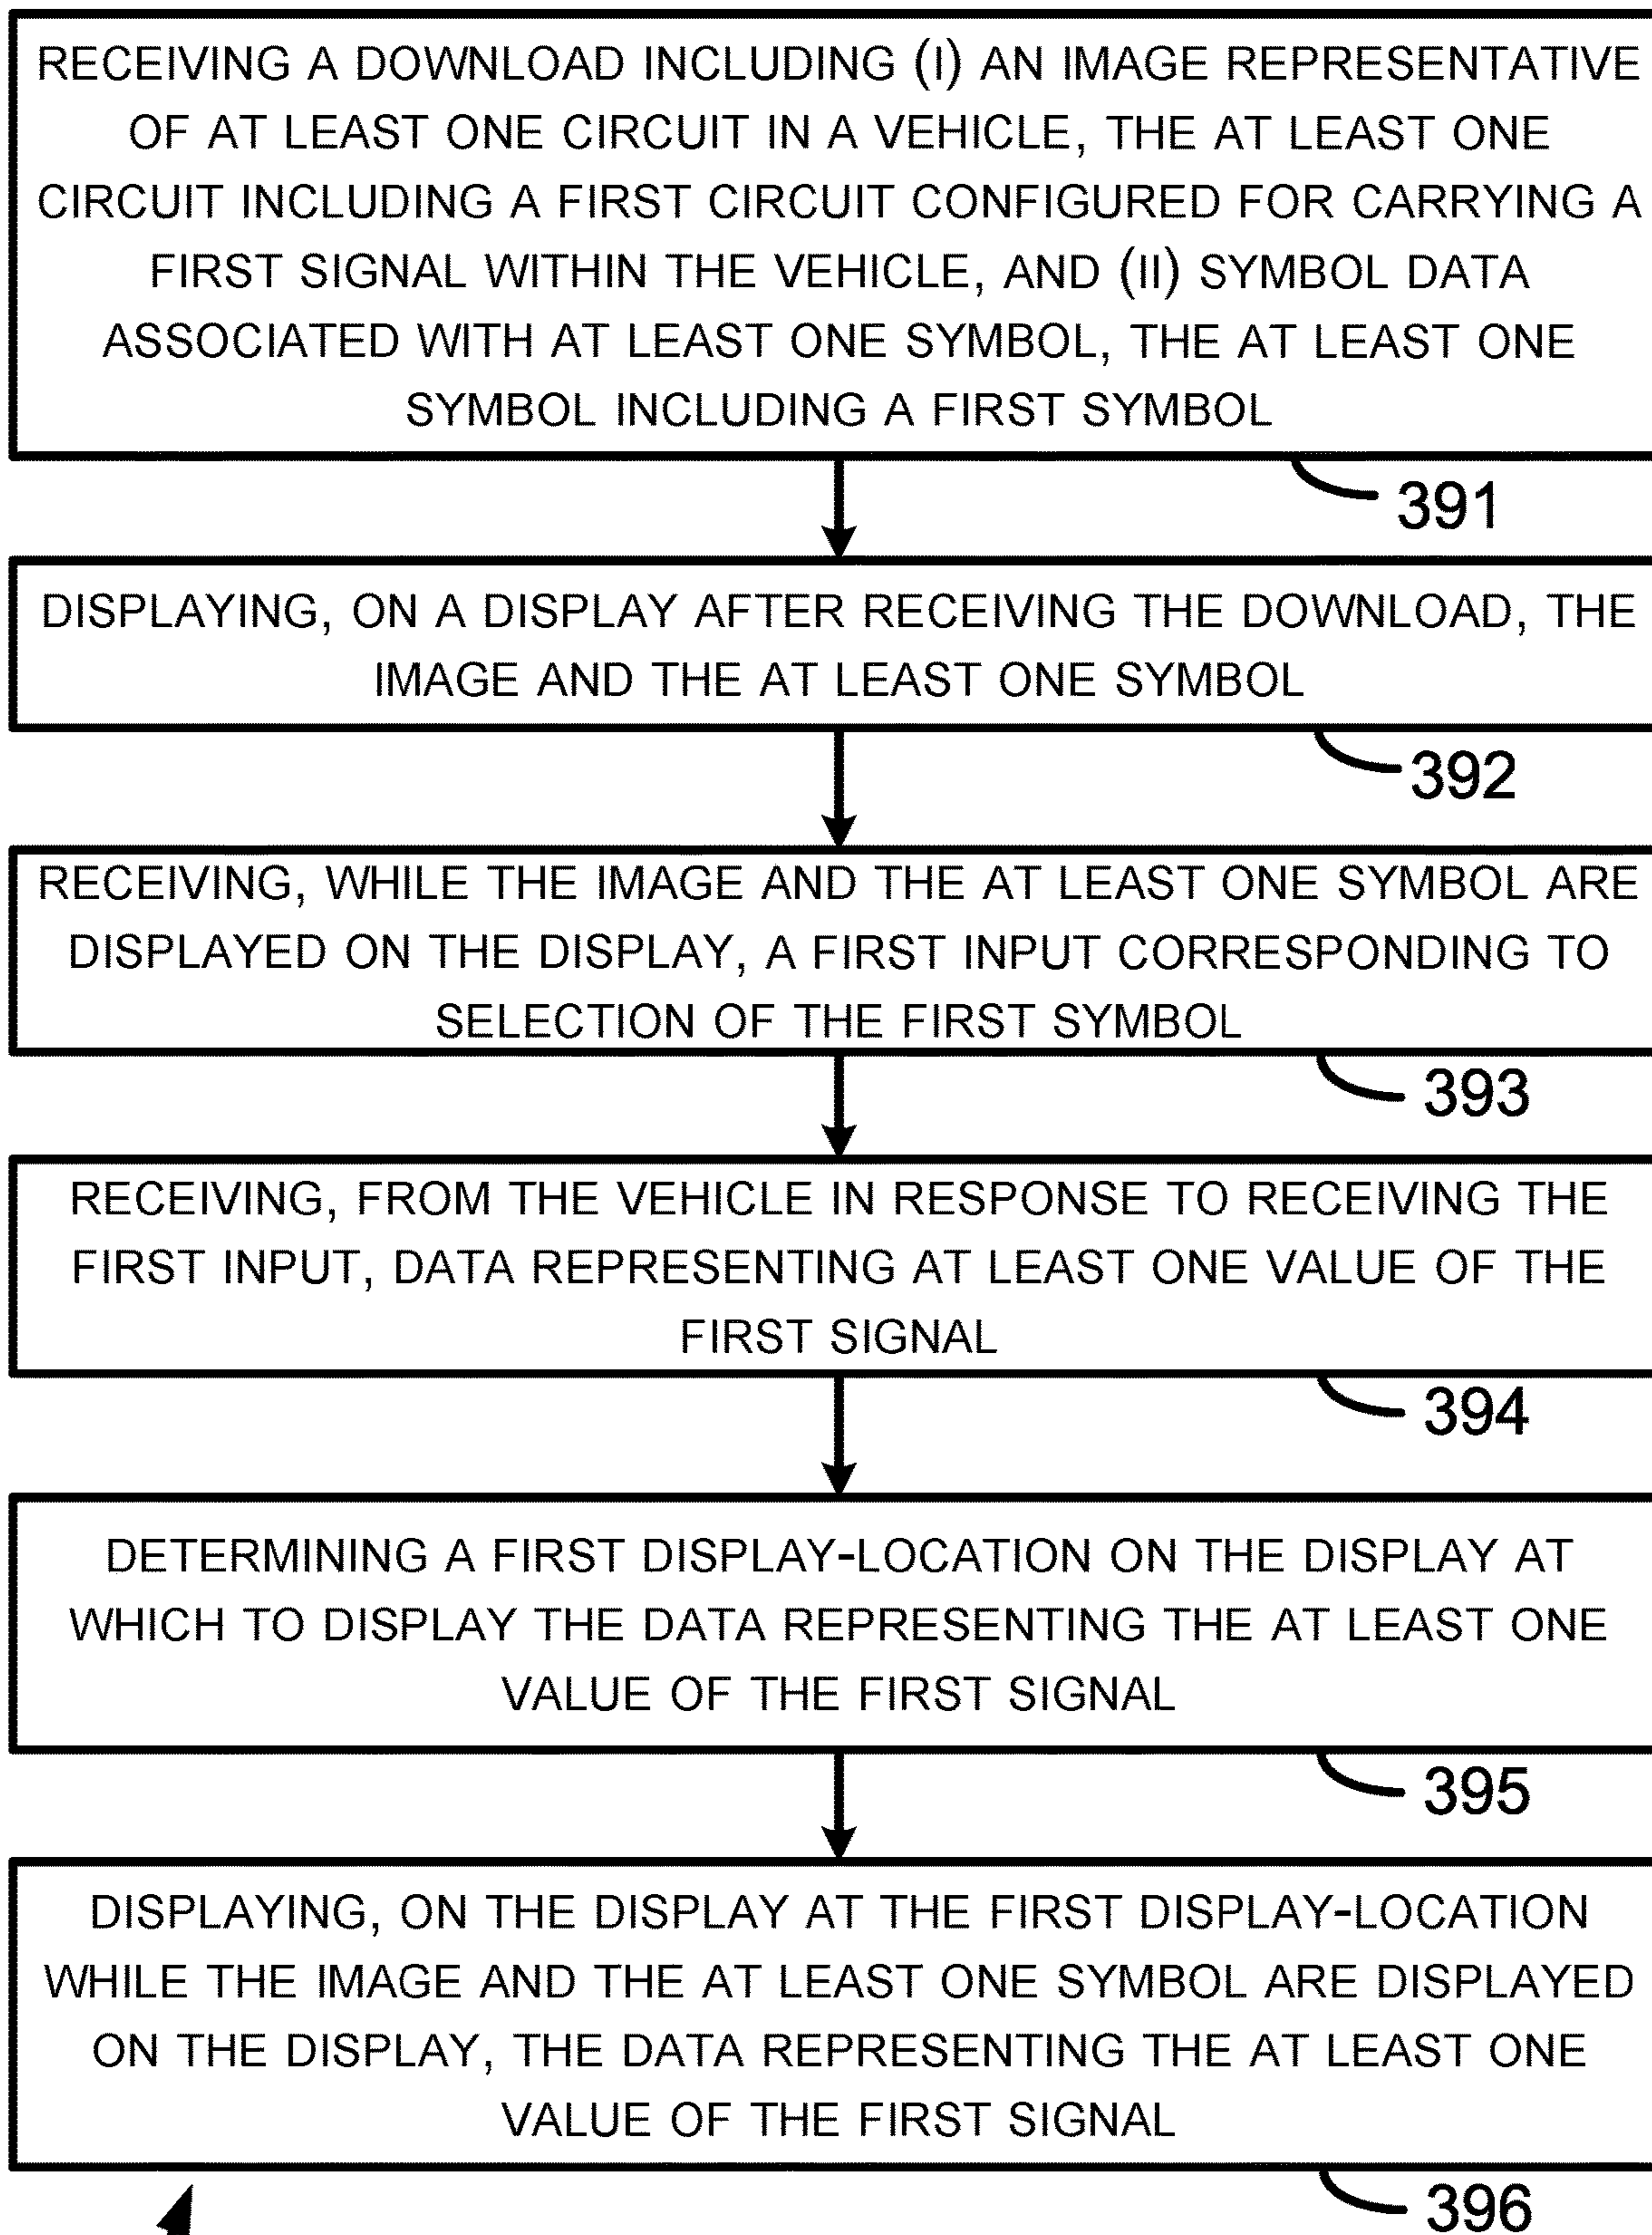 RECEIVING A DOWNLOAD INCLUDING (I) AN IMAGE REPRESENTATIVE
OF AT LEAST ONE CIRCUIT IN A VEHICLE, THE AT LEAST ONE
CIRCUIT INCLUDING A FIRST CIRCUIT CONFIGURED FOR CARRYING A
FIRST SIGNAL WITHIN THE VEHICLE, AND (II) SYMBOL DATA
ASSOCIATED WITH AT LEAST ONE SYMBOL, THE AT LEAST ONE
SYMBOL INCLUDING A FIRST SYMBOL
391
DISPLAYING, ON A DISPLAY AFTER RECEIVING THE DOWNLOAD, THE
IMAGE AND THE AT LEAST ONE SYMBOL
392
RECEIVING, WHILE THE IMAGE AND THE AT LEAST ONE SYMBOL ARE
DISPLAYED ON THE DISPLAY, A FIRST INPUT CORRESPONDING TO
SELECTION OF THE FIRST SYMBOL
393
RECEIVING, FROM THE VEHICLE IN RESPONSE TO RECEIVING THE
FIRST INPUT, DATA REPRESENTING AT LEAST ONE VALUE OF THE
FIRST SIGNAL
394
DETERMINING A FIRST DISPLAY-LOCATION ON THE DISPLAY AT
WHICH TO DISPLAY THE DATA REPRESENTING THE AT LEAST ONE
VALUE OF THE FIRST SIGNAL
395
DISPLAYING, ON THE DISPLAY AT THE FIRST DISPLAY-LOCATION
WHILE THE IMAGE AND THE AT LEAST ONE SYMBOL ARE DISPLAYED
ON THE DISPLAY, THE DATA REPRESENTING THE AT LEAST ONE
VALUE OF THE FIRST SIGNAL
396